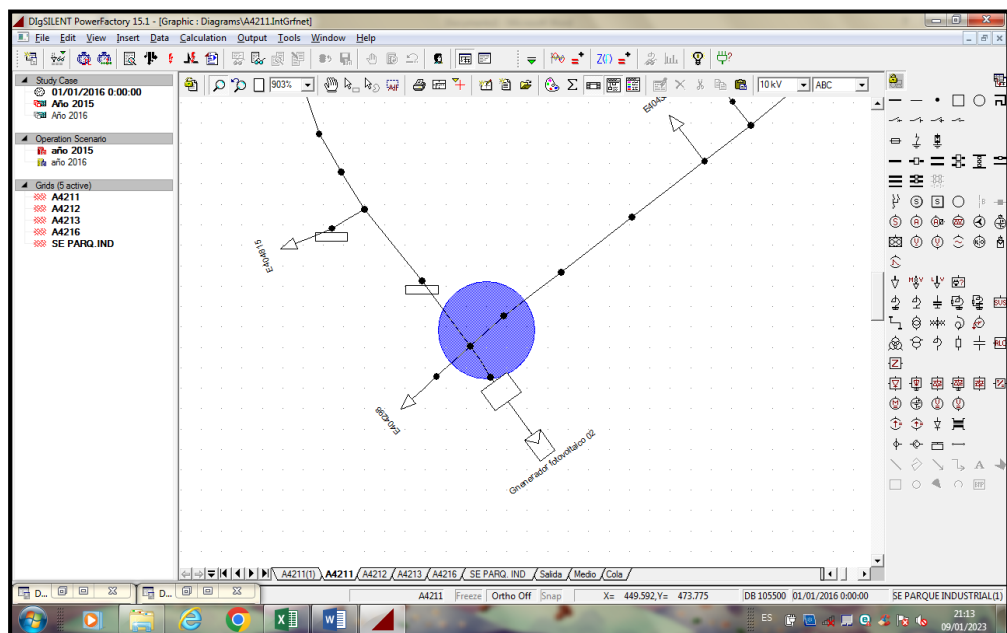 DIgSILENT PowerFactory 15.1 - [Graphic : Diagrams\A4211.IntGrfnet]
File Edit View Insert Data Calculation Output Tools Window Help
903%
10 kV
ABC
Study Case
01/01/2016 0:00:00
Año 2015
Año 2016
Operation Scenario
año 2015
año 2016
Grids (5 active)
A4211
A4212
A4213
A4216
SE PARQ.IND
E404915
E404298
Gnenerador fotovoltaico 02
A4211(1) A4211 A4212 A4213 A4216 SE PARQ. IND Salida Medio Cola
D... D...
A4211 Freeze Ortho Off Snap X= 449.592,Y= 473.775 DB 105500 01/01/2016 0:00:00 SE PARQUE INDUSTRIAL(1)
ES
21:13
09/01/2023